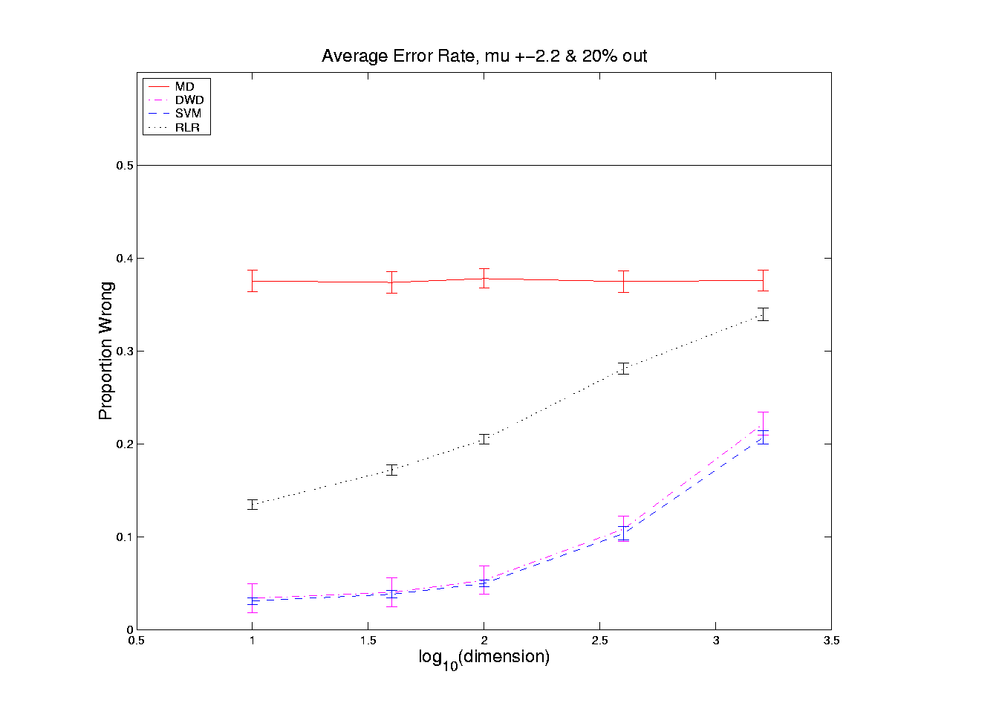 Average Error Rate, mu +−2.2 & 20% out
MD
DWD
SVM
RLR
0.5
0.4
0.3
0.2
0.1
0
Proportion Wrong
0.5 1 1.5 2 2.5 3 3.5
log10(dimension)